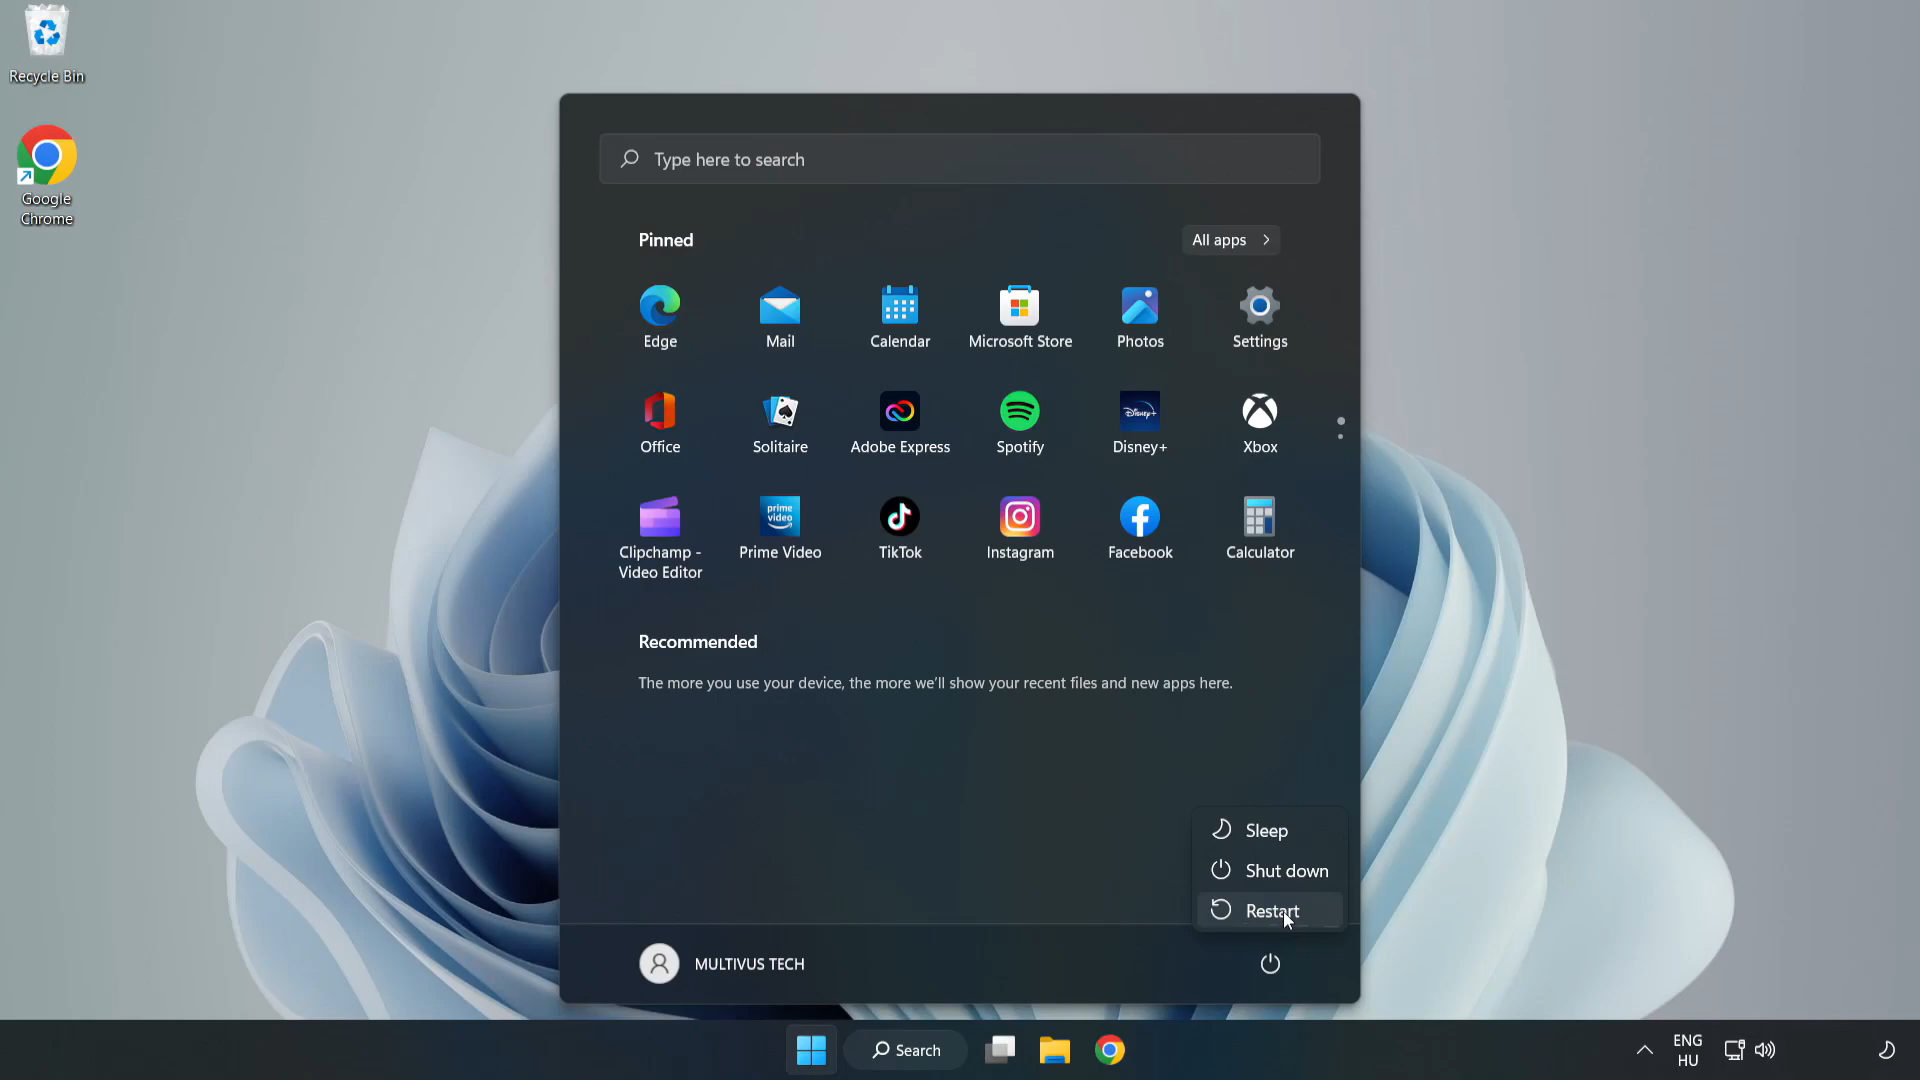 Recycle Bin
Google
Chrome
Type here to search
Pinned
All apps
Edge
Mail
Calendar
Microsoft Store
Photos
Settings
Office
Solitaire
Adobe Express
Spotify
Disney+
Disney+
Xbox
prime
video
Clipchamp -
Video Editor
Prime Video
TikTok
Instagram
Facebook
Calculator
Recommended
The more you use your device, the more we'll show your recent files and new apps here.
Sleep
Shut down
Restart
MULTIVUS TECH
Search
ENG
HU